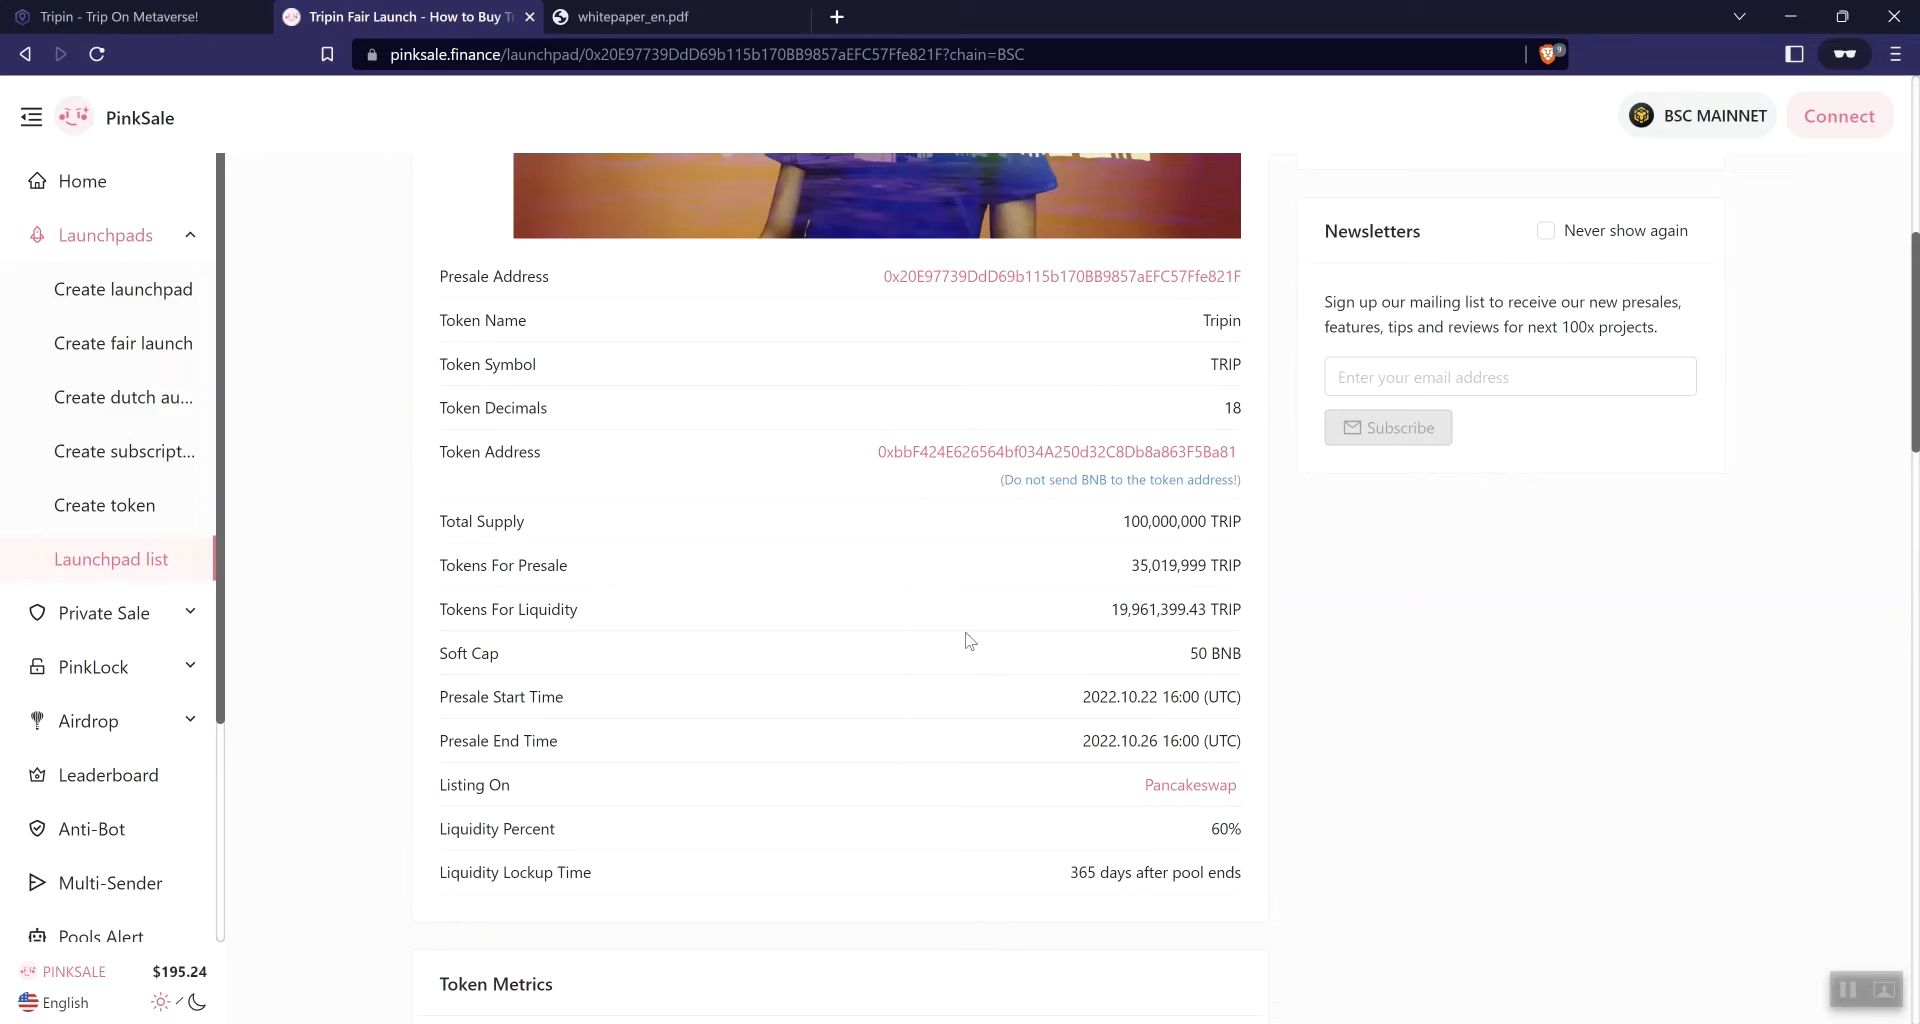 Tripin - Trip On Metaverse!
Tripin Fair Launch - How to Buy T
whitepaper_en.pdf
pinksale.finance/launchpad/0x20E97739DdD69b115b170BB9857aEFC57Ffe821F?chain=BSC
9
PinkSale
BSC MAINNET
Connect
Home
Launchpads
Create launchpad
Create fair launch
Create dutch au...
Create subscript...
Create token
Launchpad list
Private Sale
PinkLock
Airdrop
Leaderboard
Anti-Bot
Multi-Sender
Pools Alert
PINKSALE $195.24
English
Presale Address 0x20E97739DdD69b115b170BB9857aEFC57Ffe821F
Token Name Tripin
Token Symbol TRIP
Token Decimals 18
Token Address 0xbbF424E626564bf034A250d32C8Db8a863F5Ba81
(Do not send BNB to the token address!)
Total Supply 100,000,000 TRIP
Tokens For Presale 35,019,999 TRIP
Tokens For Liquidity 19,961,399.43 TRIP
Soft Cap 50 BNB
Presale Start Time 2022.10.22 16:00 (UTC)
Presale End Time 2022.10.26 16:00 (UTC)
Listing On Pancakeswap
Liquidity Percent 60%
Liquidity Lockup Time 365 days after pool ends
Token Metrics
Newsletters
Never show again
Sign up our mailing list to receive our new presales,
features, tips and reviews for next 100x projects.
Enter your email address
Subscribe